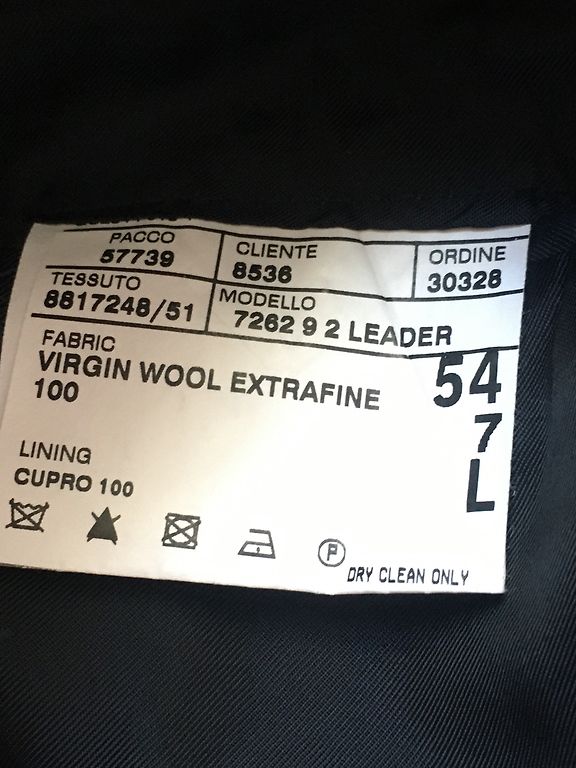 PACCO
57739
CLIENTE
8536
ORDINE
30328
TESSUTO
8817248/51
MODELLO
7262 9 2 LEADER
FABRIC
VIRGIN WOOL EXTRAFINE
100
54
7
L
LINING
CUPRO 100
P
DRY CLEAN ONLY